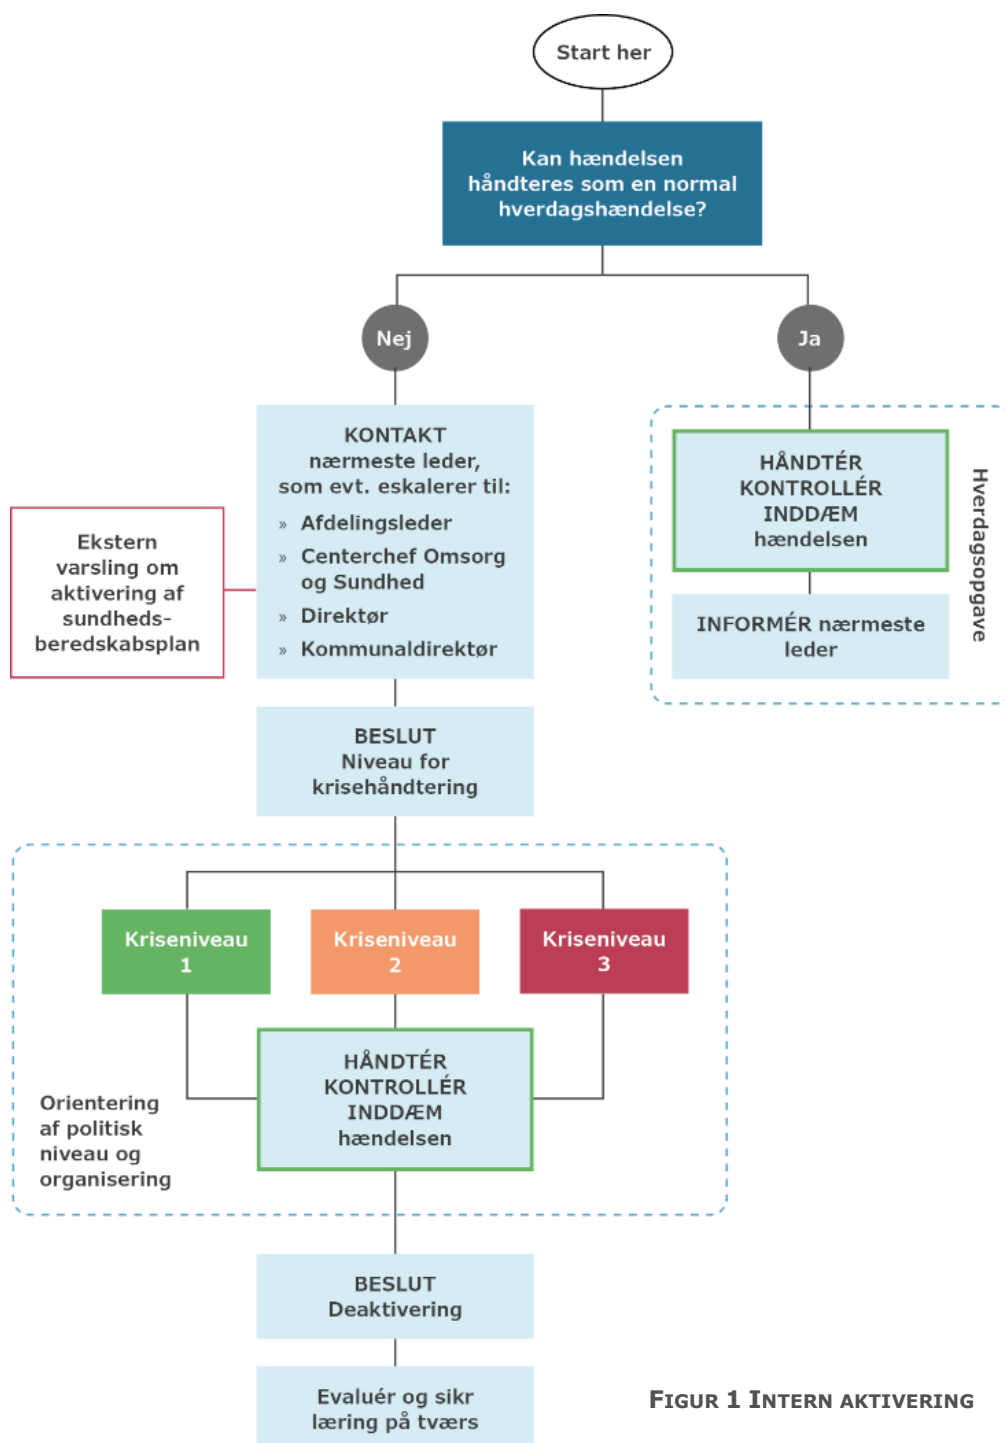 Start her
Kan hændelsen
håndteres som en normal
hverdagshændelse?
Nej
Ja
KONTAKT
nærmeste leder,
som evt. eskalerer til:
» Afdelingsleder
» Centerchef Omsorg
og Sundhed
» Direktør
» Kommunaldirektør
Ekstern
varsling om
aktivering af
sundheds-
beredskabsplan
HÅNDTÉR
KONTROLLÉR
INDDÆM
hændelsen
INFORMÉR nærmeste
leder
Hverdagsopgave
BESLUT
Niveau for
krisehåndtering
Kriseniveau
1
Kriseniveau
2
Kriseniveau
3
HÅNDTÉR
KONTROLLÉR
INDDÆM
hændelsen
Orientering
af politisk
niveau og
organisering
BESLUT
Deaktivering
Evaluér og sikr
læring på tværs
FIGUR 1 INTERN AKTIVERING